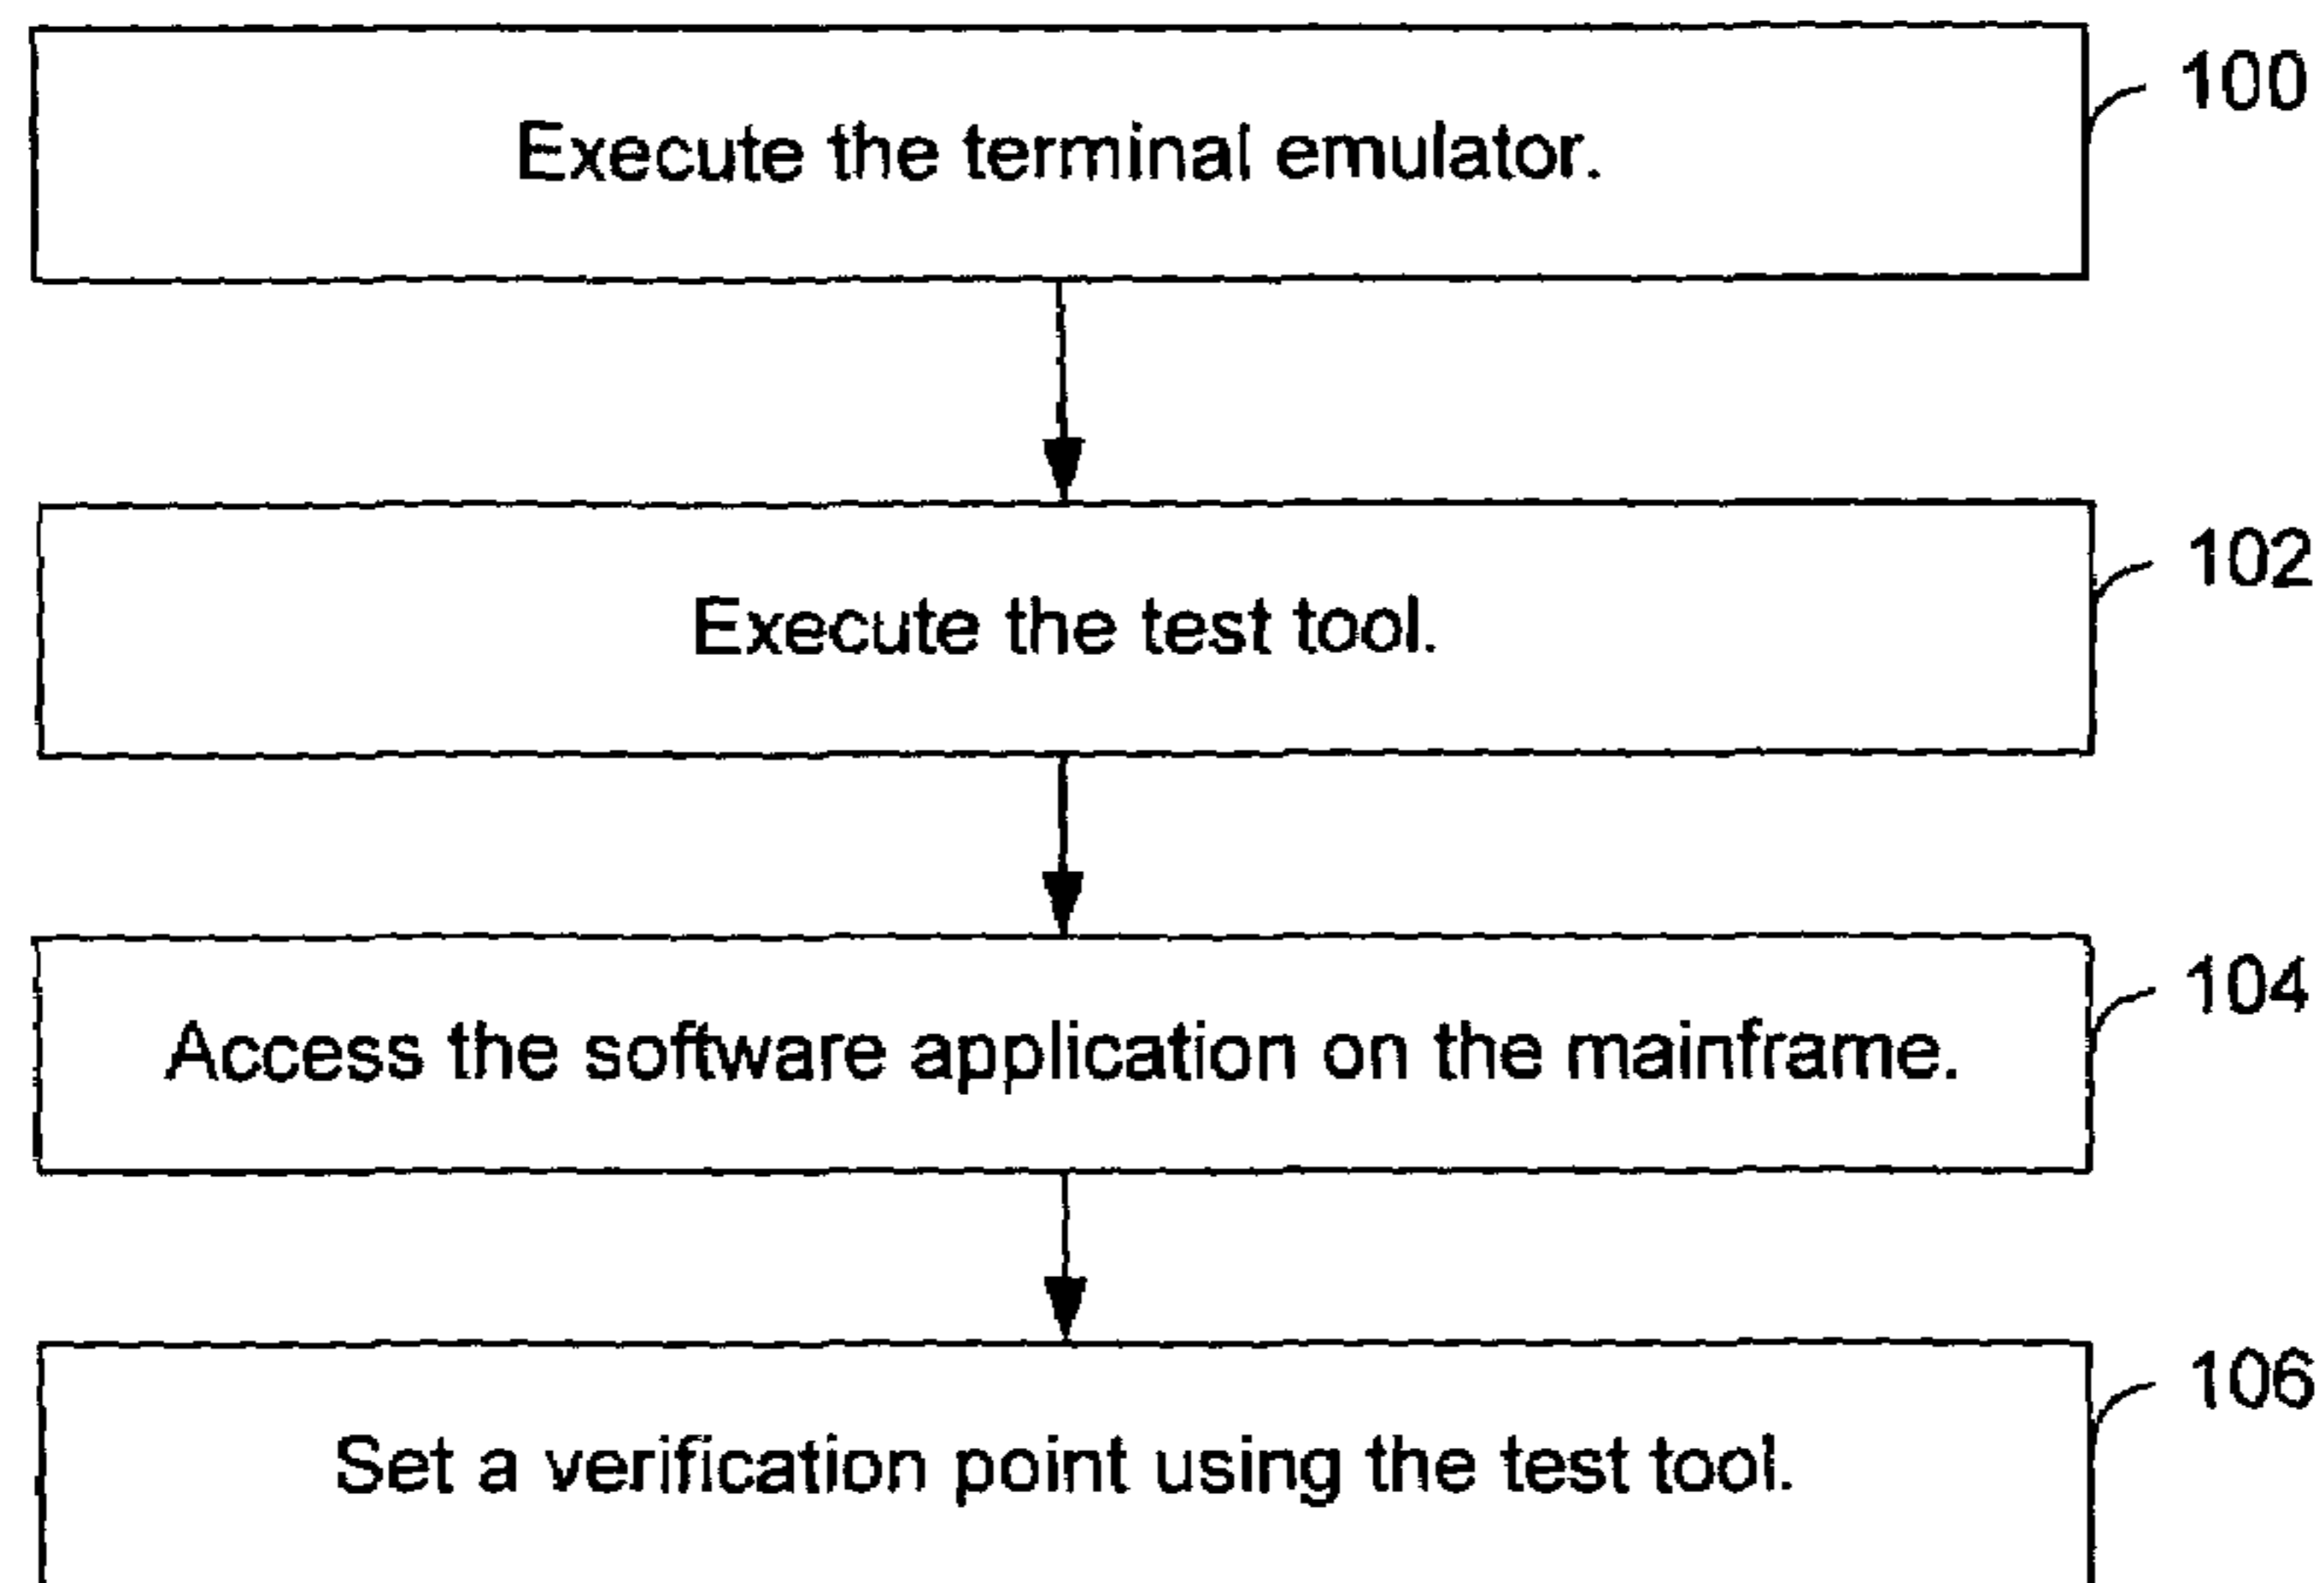 100
Execute the terminal emulator.
102
Execute the test tool.
104
Access the software application on the mainframe.
106
Set a verification point using the test tool.